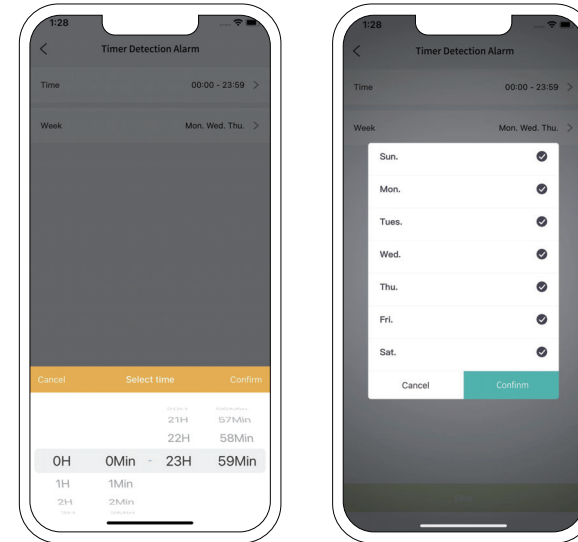 1:28
Timer Detection Alarm
Time 00:00 - 23:59
Week Mon. Wed. Thu.
Cancel Select time Confirm
21H 57Min
22H 58Min
0H 0Min - 23H 59Min
1H 1Min
2H 2Min
1:28
Timer Detection Alarm
Time 00:00 - 23:59
Week Mon. Wed. Thu.
Sun.
Mon.
Tues.
Wed.
Thu.
Fri.
Sat.
Cancel Confirm